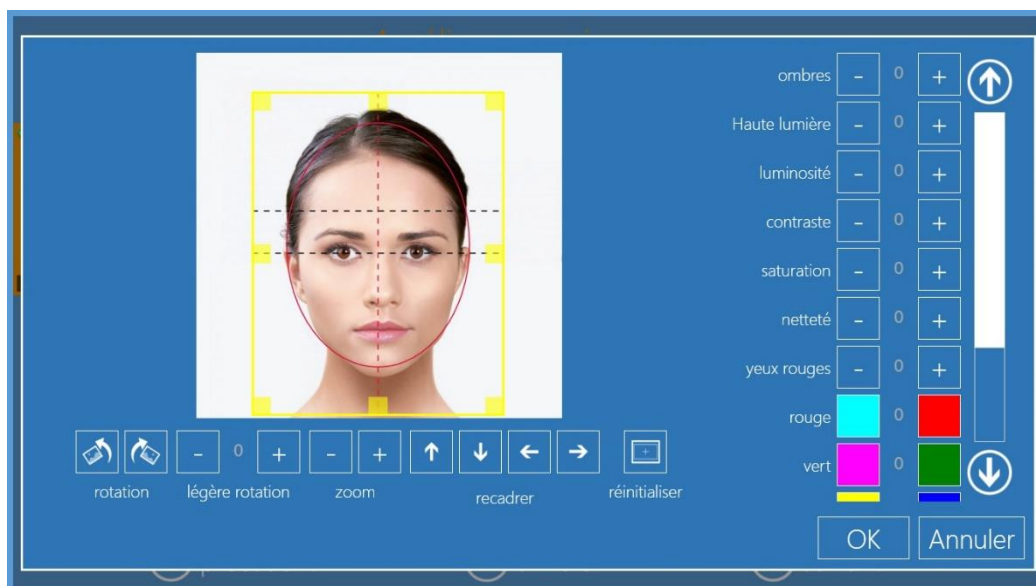 ombres - 0 +
Haute lumière - 0 +
luminosité - 0 +
contraste - 0 +
saturation - 0 +
netteté - 0 +
yeux rouges - 0 +
rouge 0
vert 0
- 0 + - +
rotation légère rotation zoom recadrer réinitialiser
OK Annuler